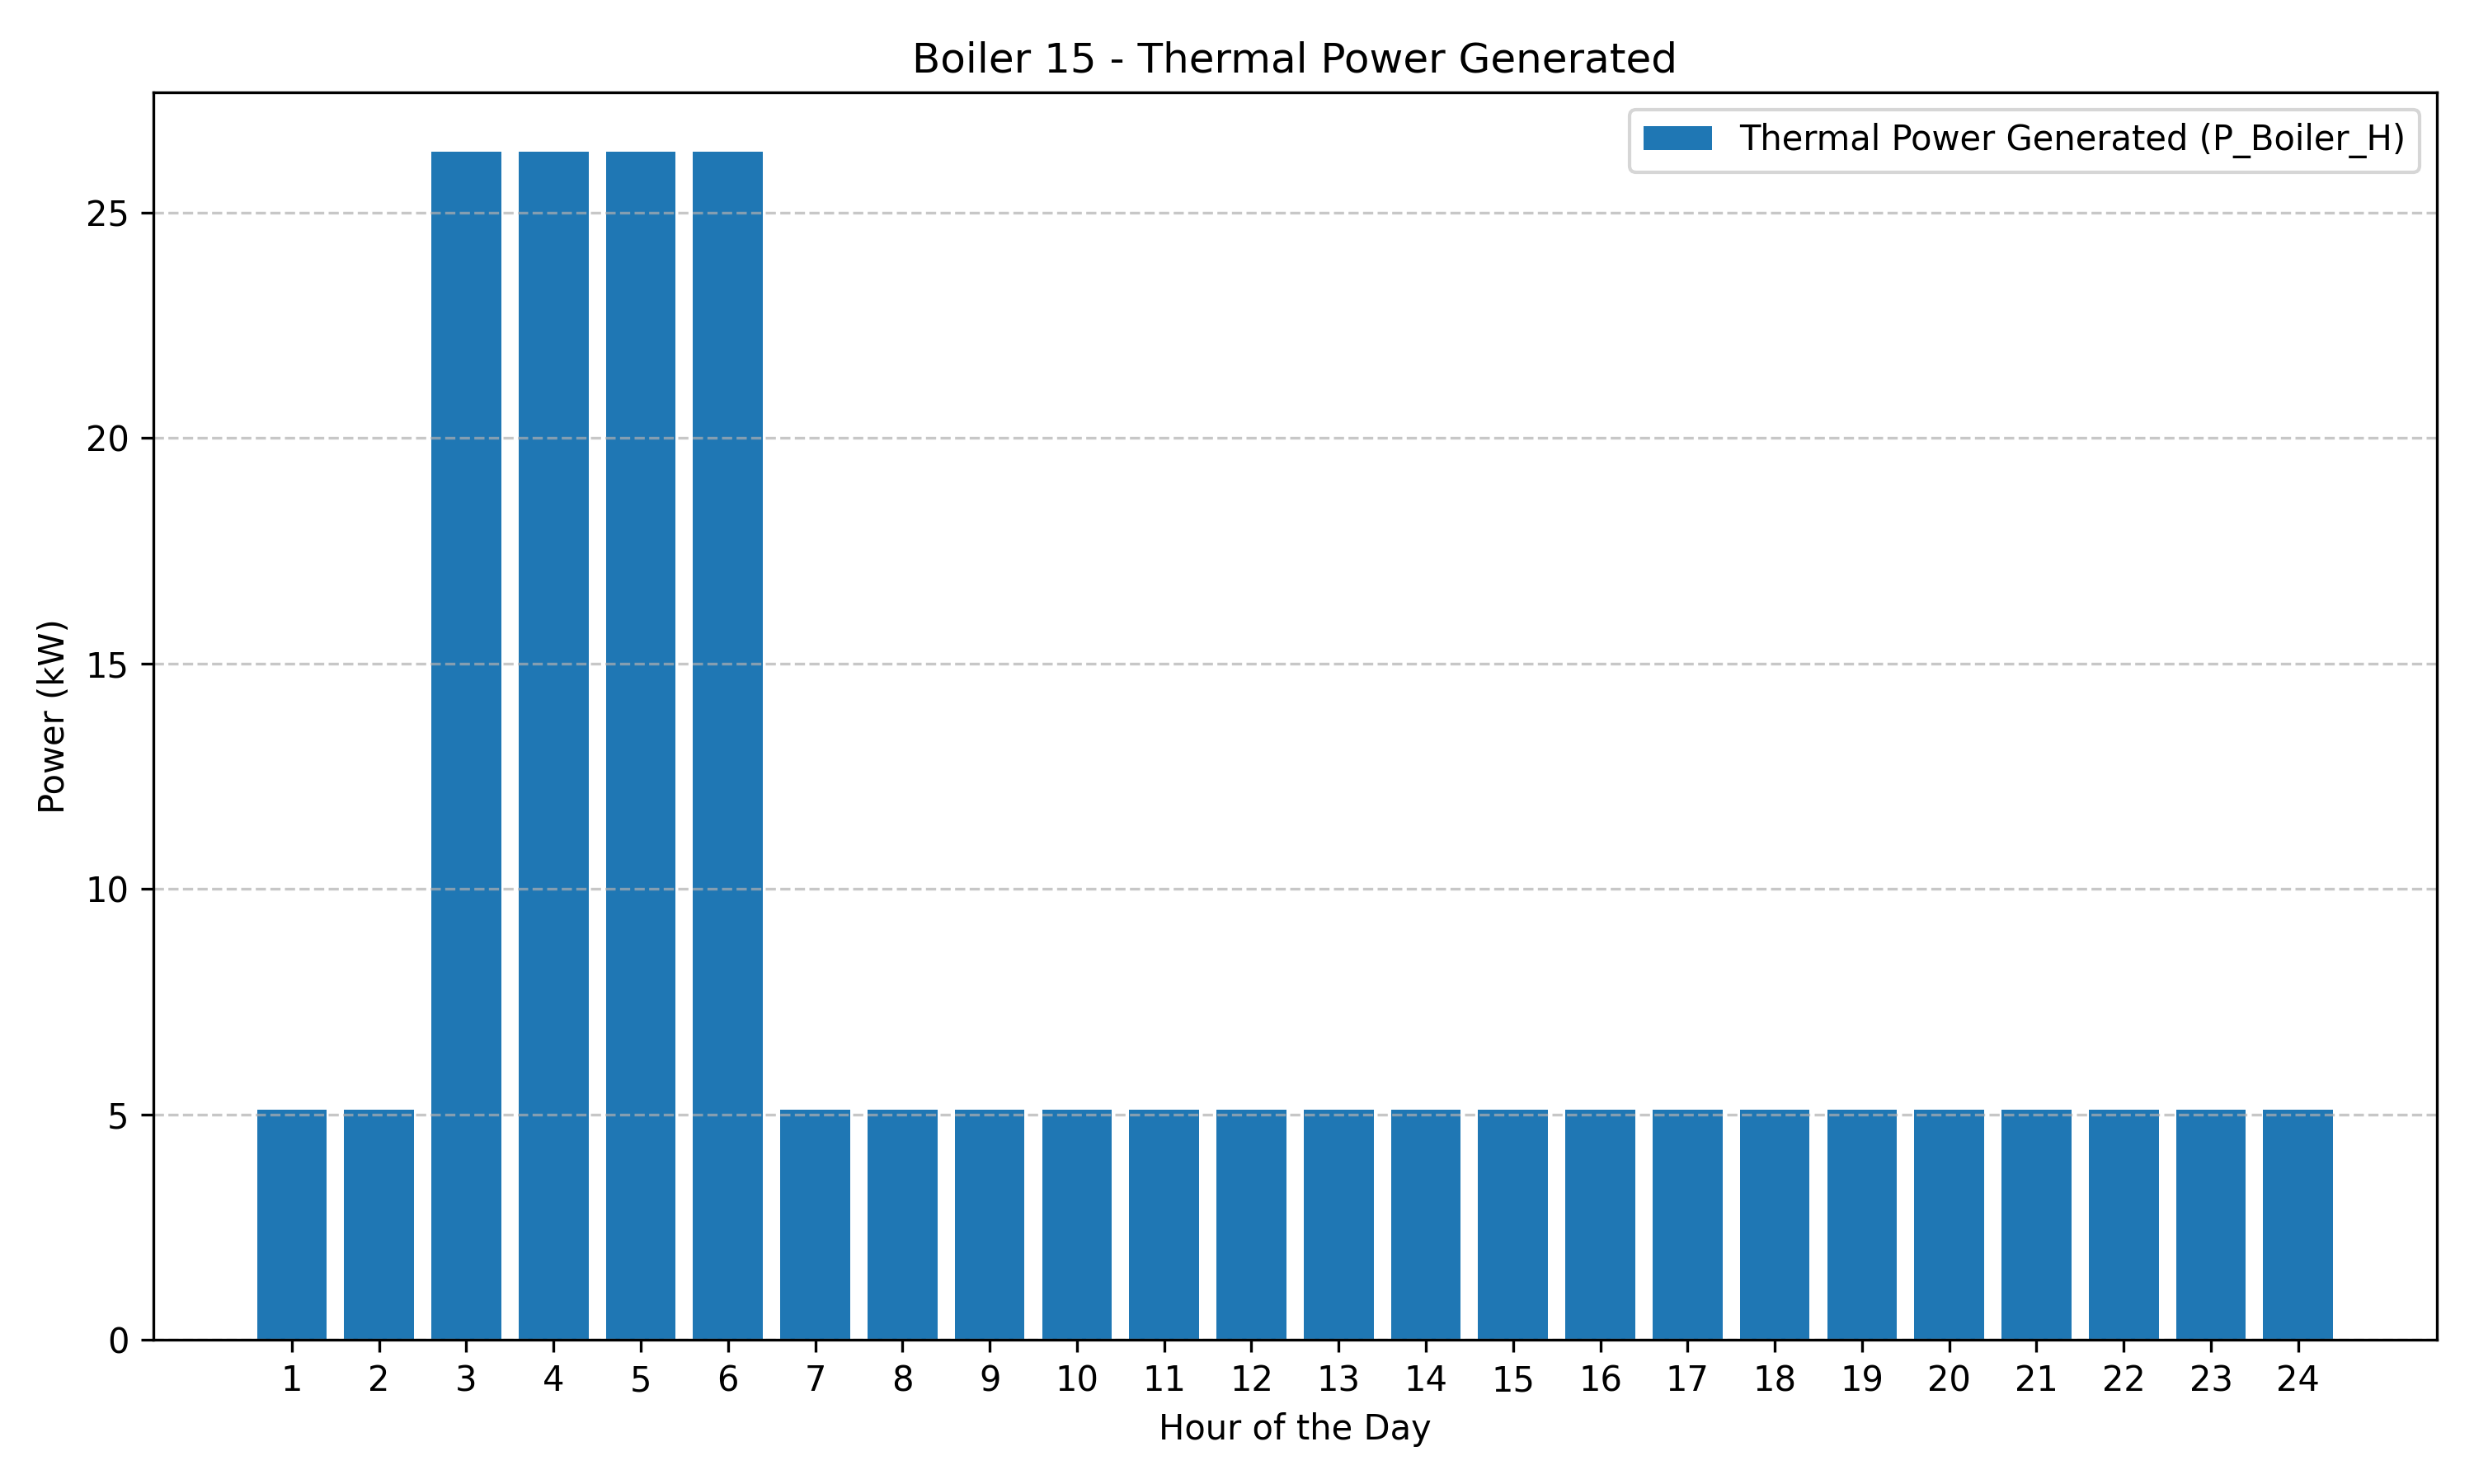 Boiler 15 - Thermal Power Generated
Thermal Power Generated (P_Boiler_H)
Power (kW)
25
20
15
10
5
0
1 2 3 4 5 6 7 8 9 10 11 12 13 14 15 16 17 18 19 20 21 22 23 24
Hour of the Day